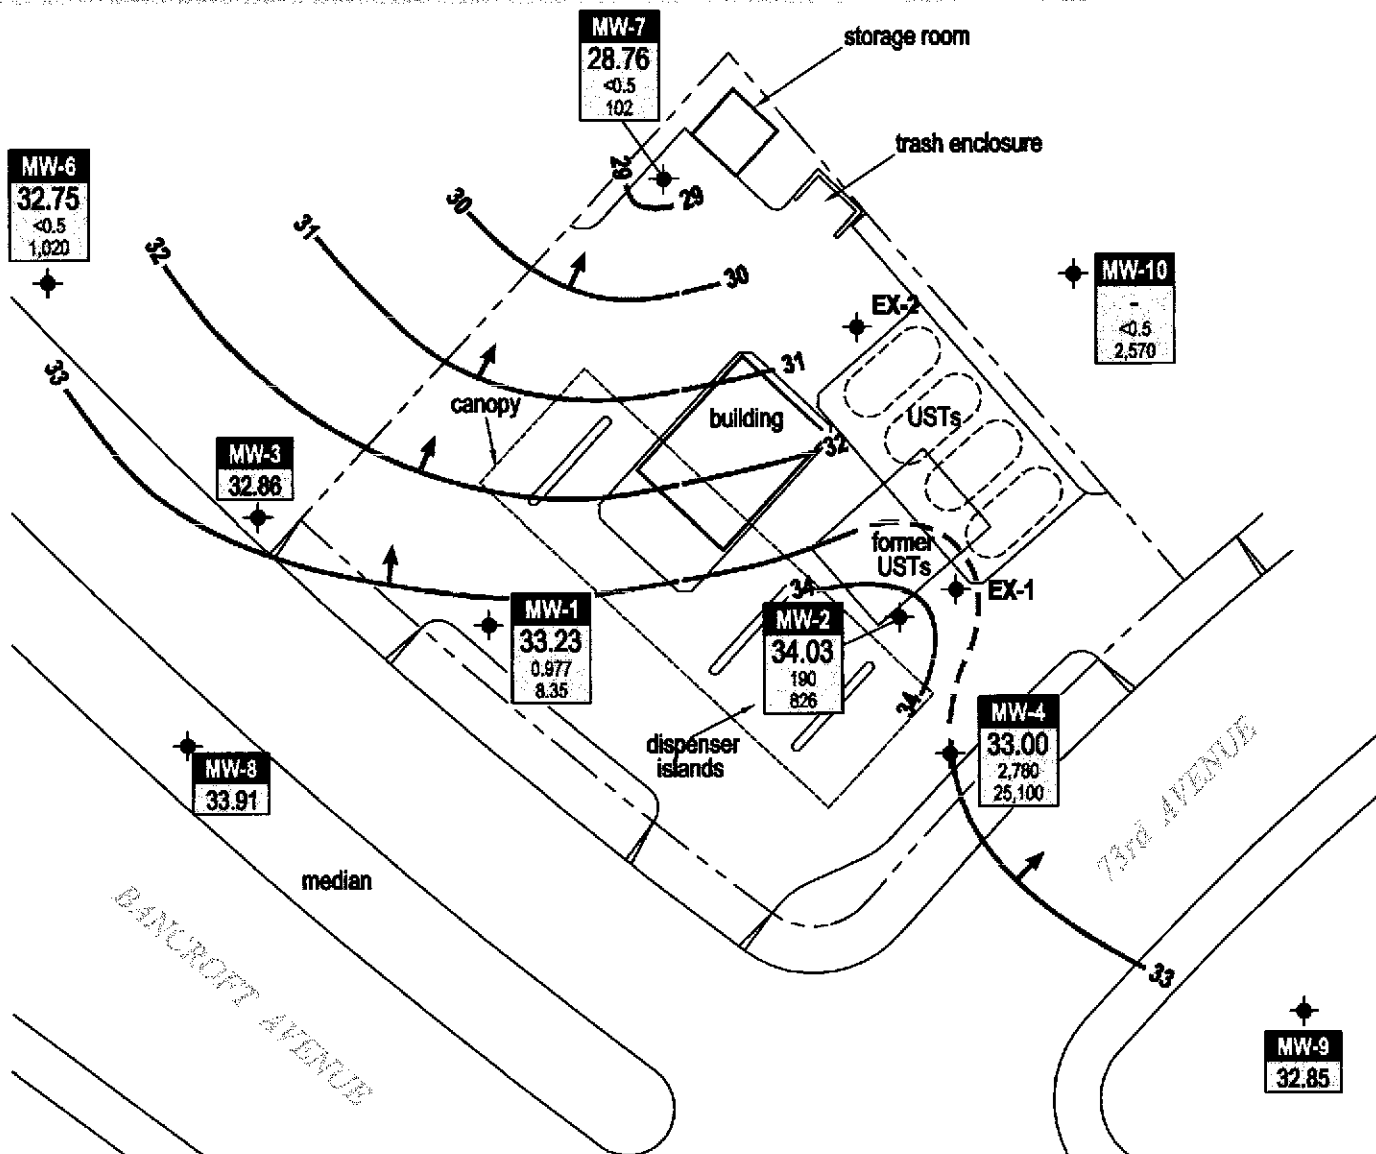 MW-7
28.76
<0.5
102
storage room
trash enclosure
MW-6
32.75
<0.5
1,020
29
29
30
30
31
31
32
32
33
33
34
34
MW-10
-
<0.5
2,570
EX-2
USTs
building
canopy
MW-3
32.86
former
USTs
EX-1
MW-1
33.23
0.977
8.35
MW-2
34.03
190
826
MW-4
33.00
2,780
25,100
dispenser
islands
MW-8
33.91
median
BANCROFT AVENUE
73rd AVENUE
MW-9
32.85